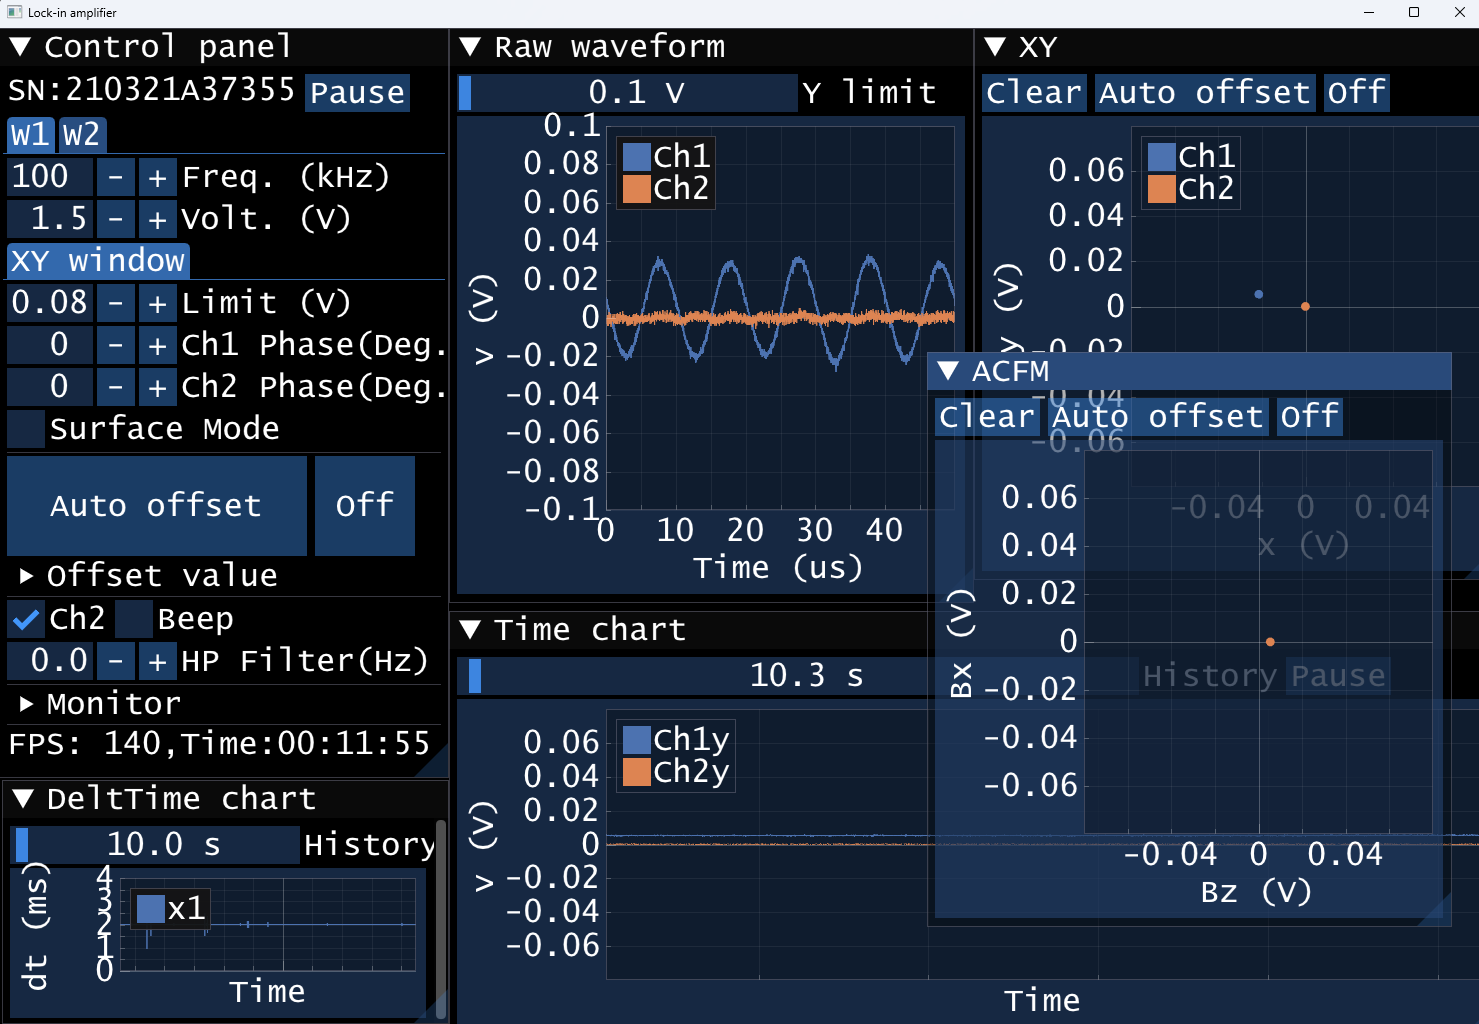 Lock-in amplifier
Control panel
SN:210321A37355 Pause
W1 W2
100 - + Freq. (kHz)
1.5 - + Volt. (V)
XY window
0.08 - + Limit (V)
0 - + Ch1 Phase(Deg.
0 - + Ch2 Phase(Deg.
Surface Mode
Auto offset Off
Offset value
Ch2 Beep
0.0 - + HP Filter(Hz)
Monitor
FPS: 140,Time:00:11:55
DeltTime chart
10.0 s History
dt (ms)
4
3
2
1
0
x1
Time
Raw waveform
0.1 V Y limit
v (V)
0.1
0.08
0.06
0.04
0.02
0
-0.02
-0.04
-0.06
-0.08
-0.1
Ch1
Ch2
0 10 20 30 40
Time (us)
XY
Clear Auto offset Off
y (V)
0.06
0.04
0.02
0
-0.02
-0.04
-0.06
Ch1
Ch2
-0.04 0 0.04
x (V)
ACFM
Clear Auto offset Off
Bx (V)
0.06
0.04
0.02
0
-0.02
-0.04
-0.06
-0.04 0 0.04
Bz (V)
Time chart
10.3 s History Pause
v (V)
0.06
0.04
0.02
0
-0.02
-0.04
-0.06
Ch1y
Ch2y
Time